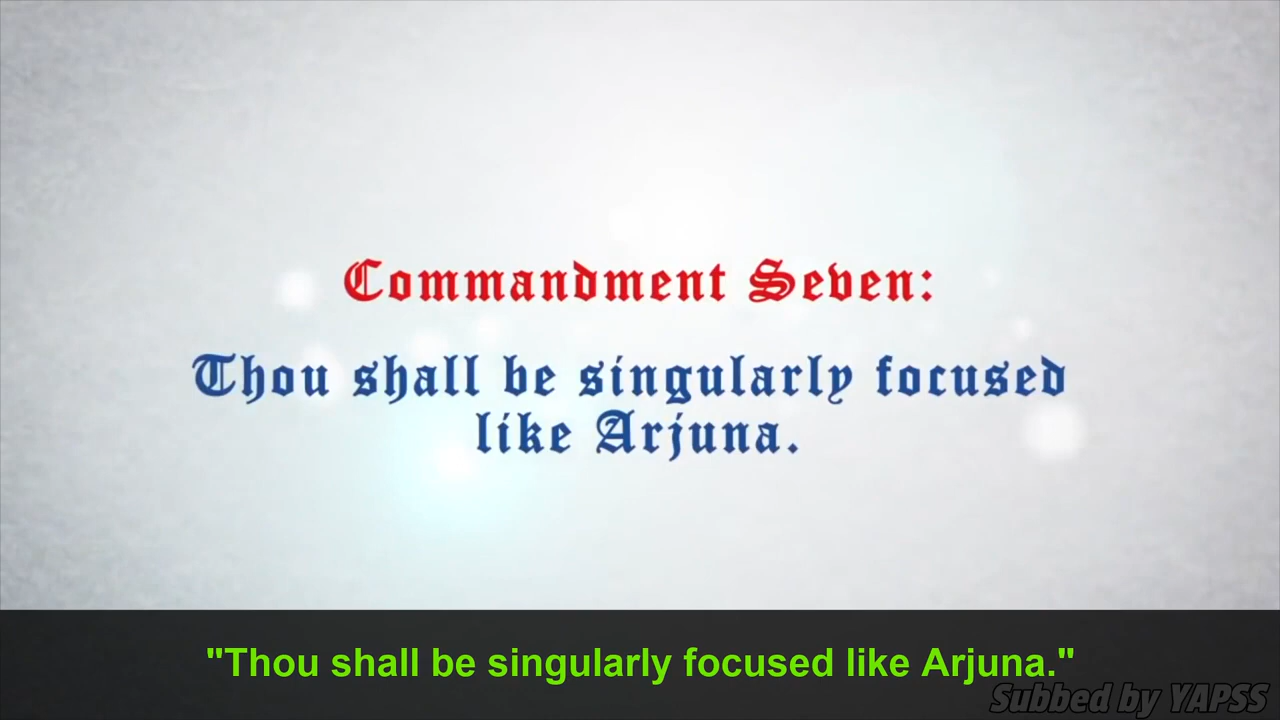 Commandment Seven:
Thou shall be singularly focused
like Arjuna.
"Thou shall be singularly focused like Arjuna."
Subbed by YAPSS